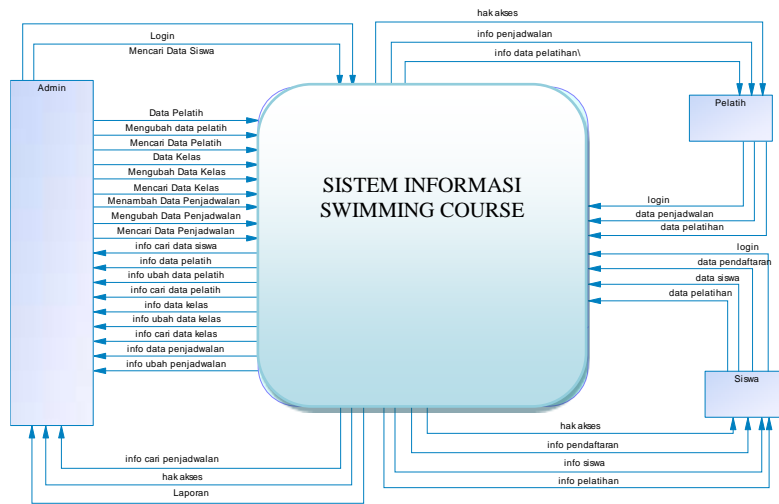 Login
Mencari Data Siswa
Admin
Data Pelatih
Mengubah data pelatih
Mencari Data Pelatih
Data Kelas
Mengubah Data Kelas
Mencari Data Kelas
Menambah Data Penjadwalan
Mengubah Data Penjadwalan
Mencari Data Penjadwalan
info cari data siswa
info data pelatih
info ubah data pelatih
info cari data pelatih
info data kelas
info ubah data kelas
info cari data kelas
info data penjadwalan
info ubah penjadwalan
info cari penjadwalan
hak akses
Laporan
SISTEM INFORMASI
SWIMMING COURSE
hak akses
info penjadwalan
info data pelatihan\
Pelatih
login
data penjadwalan
data pelatihan
login
data pendaftaran
data siswa
data pelatihan
Siswa
hak akses
info pendaftaran
info siswa
info pelatihan